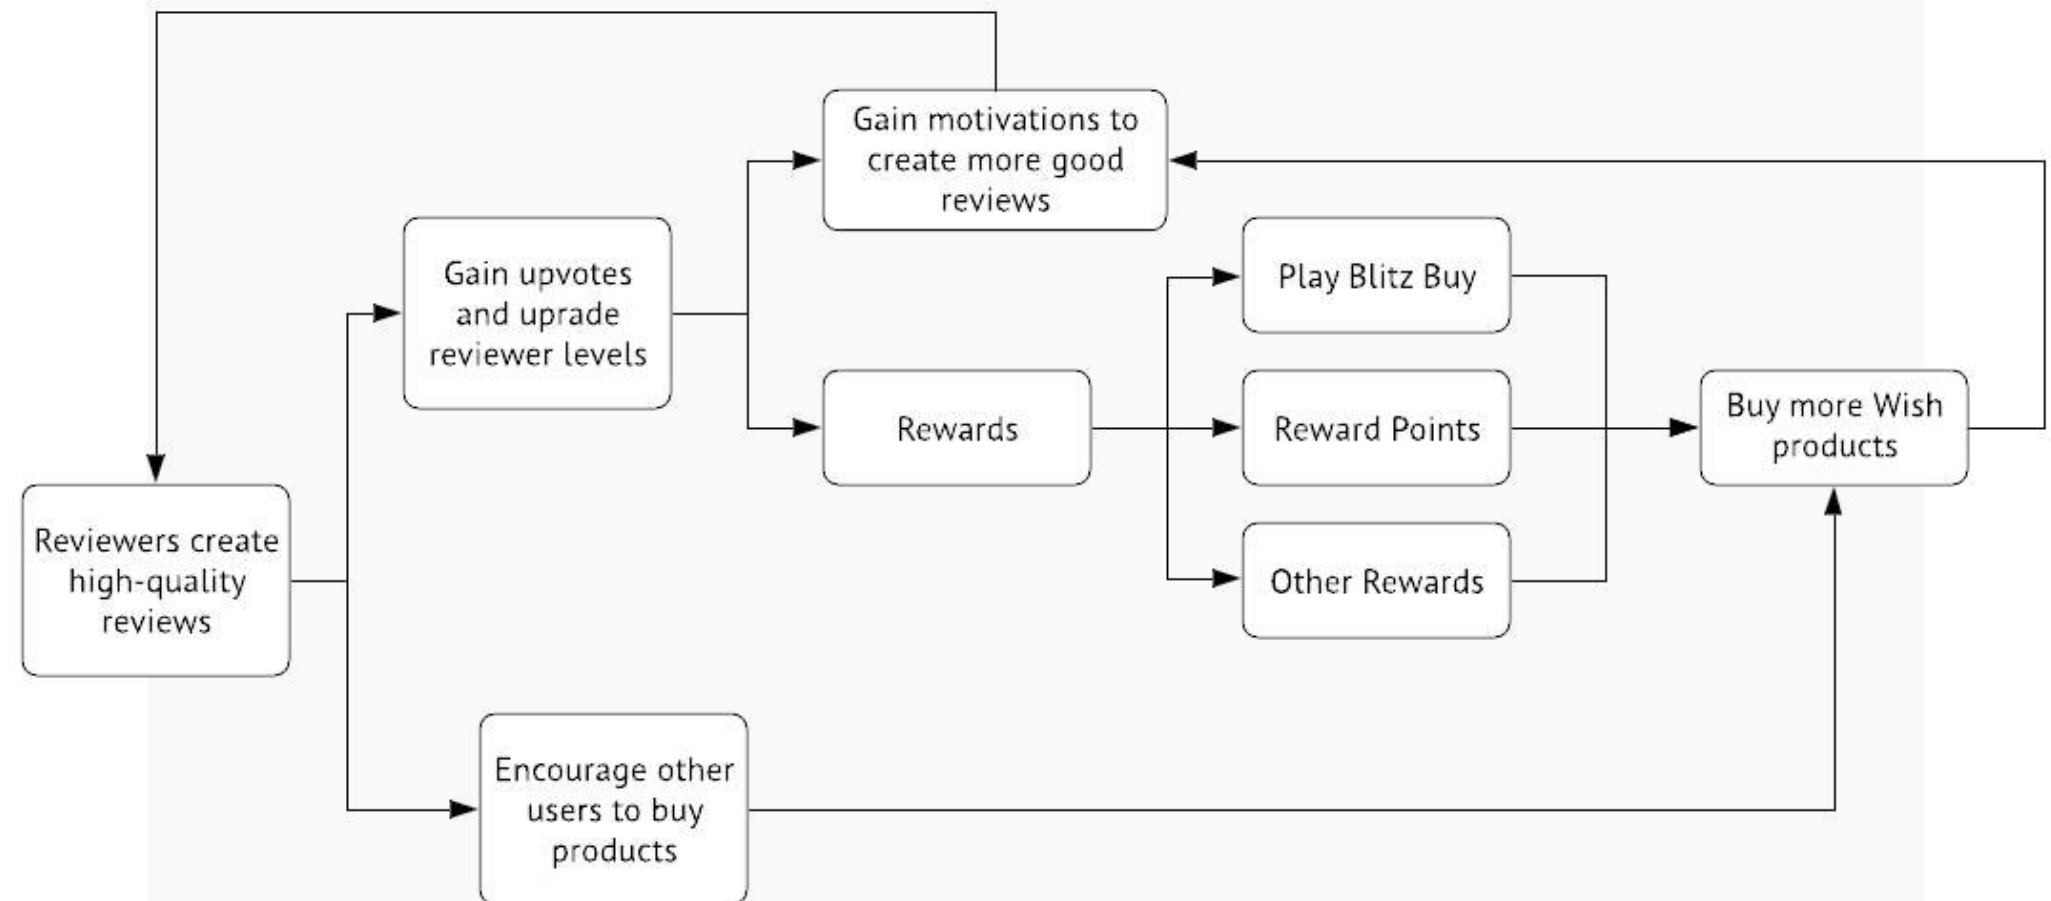 Gain motivations to
create more good
reviews
Gain upvotes
and uprade
reviewer levels
Play Blitz Buy
Rewards
Reward Points
Buy more Wish
products
Reviewers create
high-quality
reviews
Other Rewards
Encourage other
users to buy
products